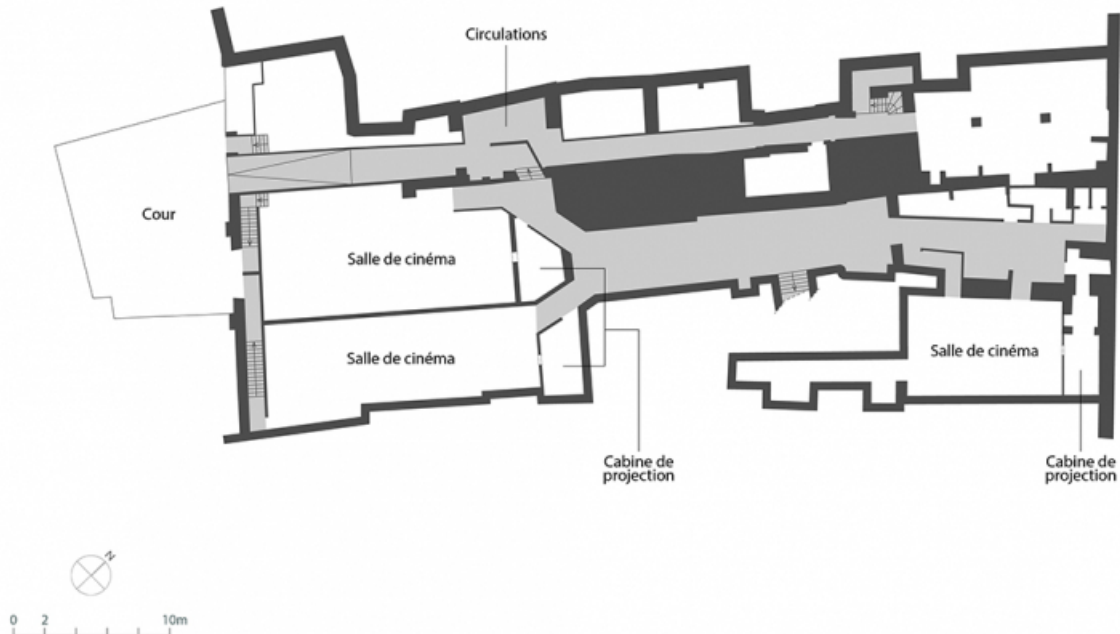 Circulations
Cour
Salle de cinéma
Salle de cinéma
Salle de cinéma
Cabine de
projection
Cabine de
projection
N
0 2 10m